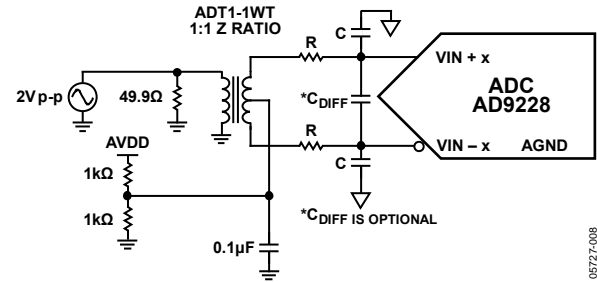 ADT1-1WT
1:1 Z RATIO
C
R
VIN + x
2V p-p
49.9Ω
*CDIFF
ADC
AD9228
AVDD
R
VIN – x
AGND
1kΩ
C
1kΩ
*CDIFF IS OPTIONAL
0.1µF
05727-008